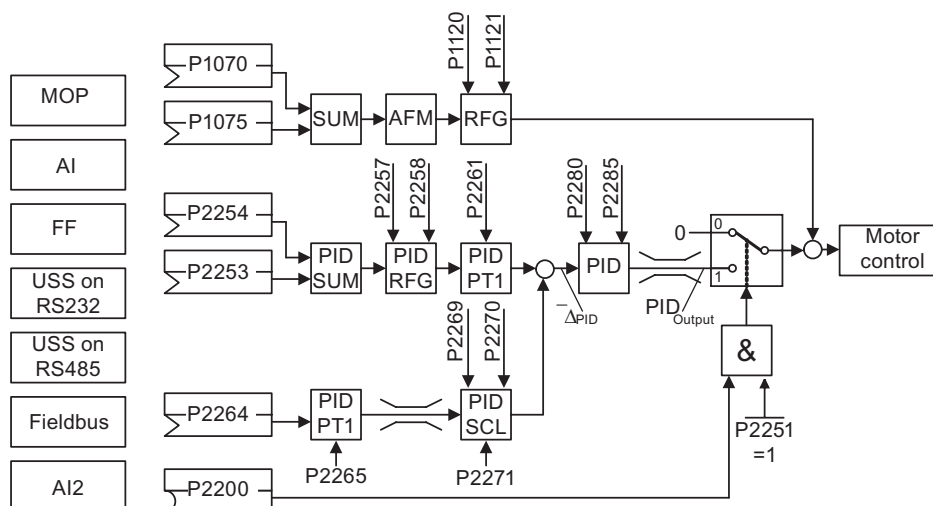 MOP
AI
FF
USS on
RS232
USS on
RS485
Fieldbus
AI2
P1070
P1075
SUM
AFM
P1120
P1121
RFG
P2254
P2253
PID
SUM
P2257
P2258
PID
RFG
P2261
PID
PT1
P2280
P2285
PID
−
ΔPID
PIDOutput
0
0
1
Motor
control
&
P2251
=1
P2264
PID
PT1
P2265
P2269
P2270
PID
SCL
P2271
P2200